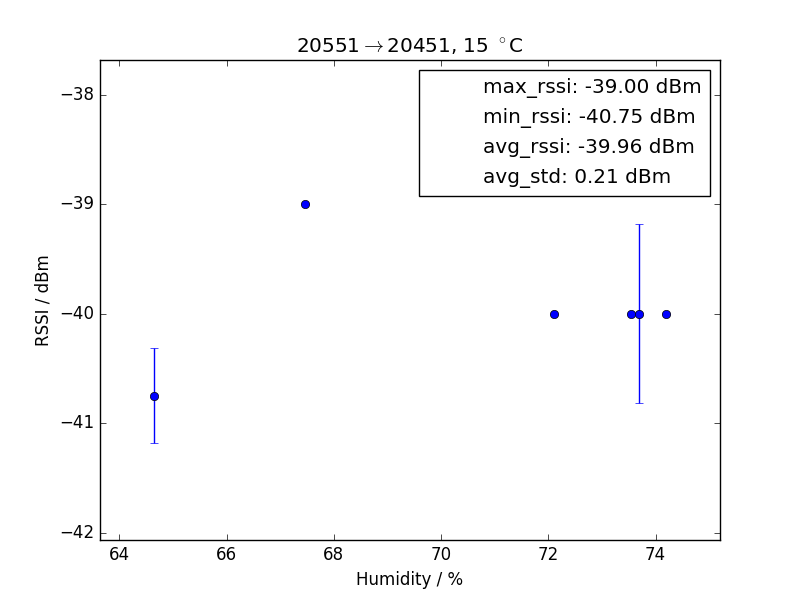 20551→20451, 15 °C
max_rssi: -39.00 dBm
min_rssi: -40.75 dBm
avg_rssi: -39.96 dBm
avg_std: 0.21 dBm
RSSI / dBm
−38
−39
−40
−41
−42
64 66 68 70 72 74
Humidity / %